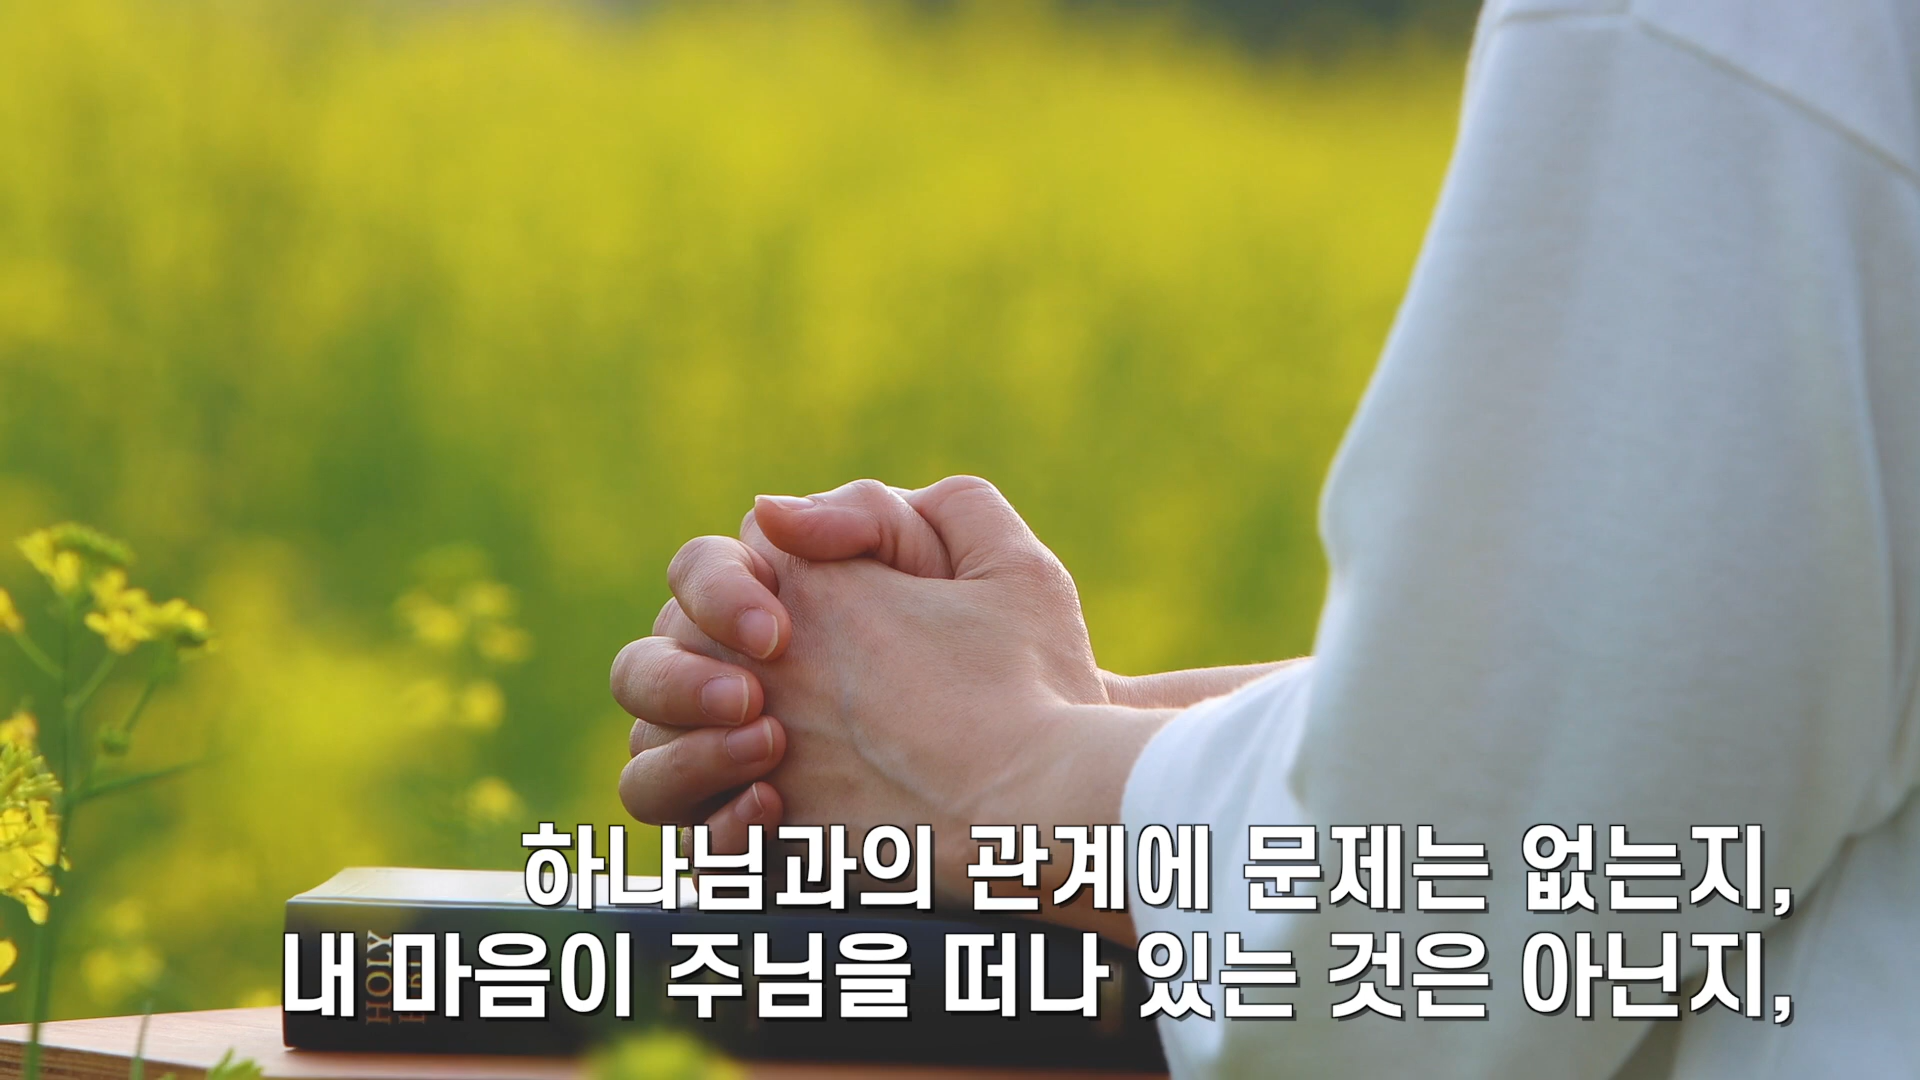 하나님과의 관계에 문제는 없는지,
내 마음이 주님을 떠나 있는 것은 아닌지,
HOLY